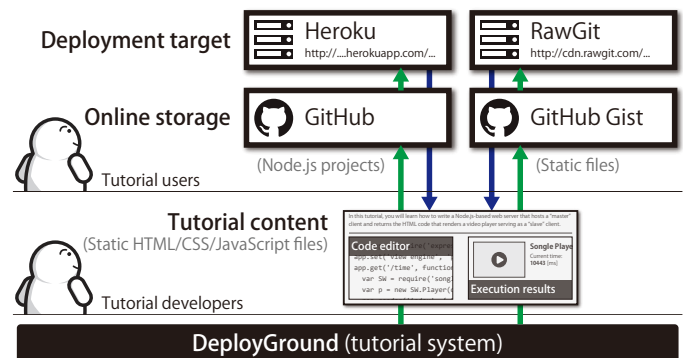 Deployment target
Heroku
http://....herokuapp.com/...
RawGit
http://cdn.rawgit.com/...
Online storage
GitHub
GitHub Gist
(Node.js projects)
(Static files)
Tutorial users
Tutorial content
(Static HTML/CSS/JavaScript files)
In this tutorial, you will learn how to write a Node.js-based web server that hosts a "master"
client and returns the HTML code that renders a video player serving as a "slave" client.
Code editor
ire('expre
app.set('view engine',
app.get('/time', function
var SW = require('songl
var p = new SW.Player(
Songle Playe
Current time:
10443 [ms]
Execution results
Tutorial developers
DeployGround (tutorial system)